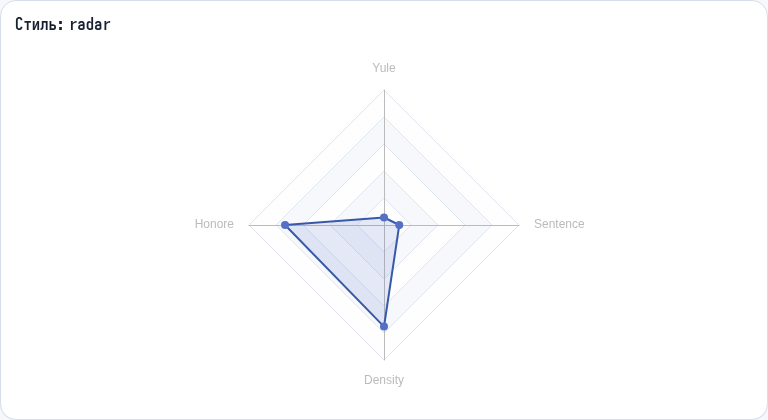 Стиль: radar
Yule
Honore
Sentence
Density